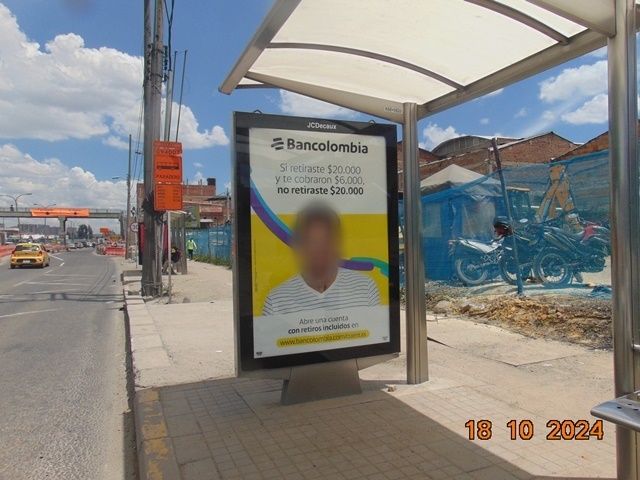 JCDecaux
Bancolombia
Si retiraste $20.000
y te cobraron $6.000,
no retiraste $20.000
Abre una cuenta
con retiros incluidos en
PARADERO
18 10 2024